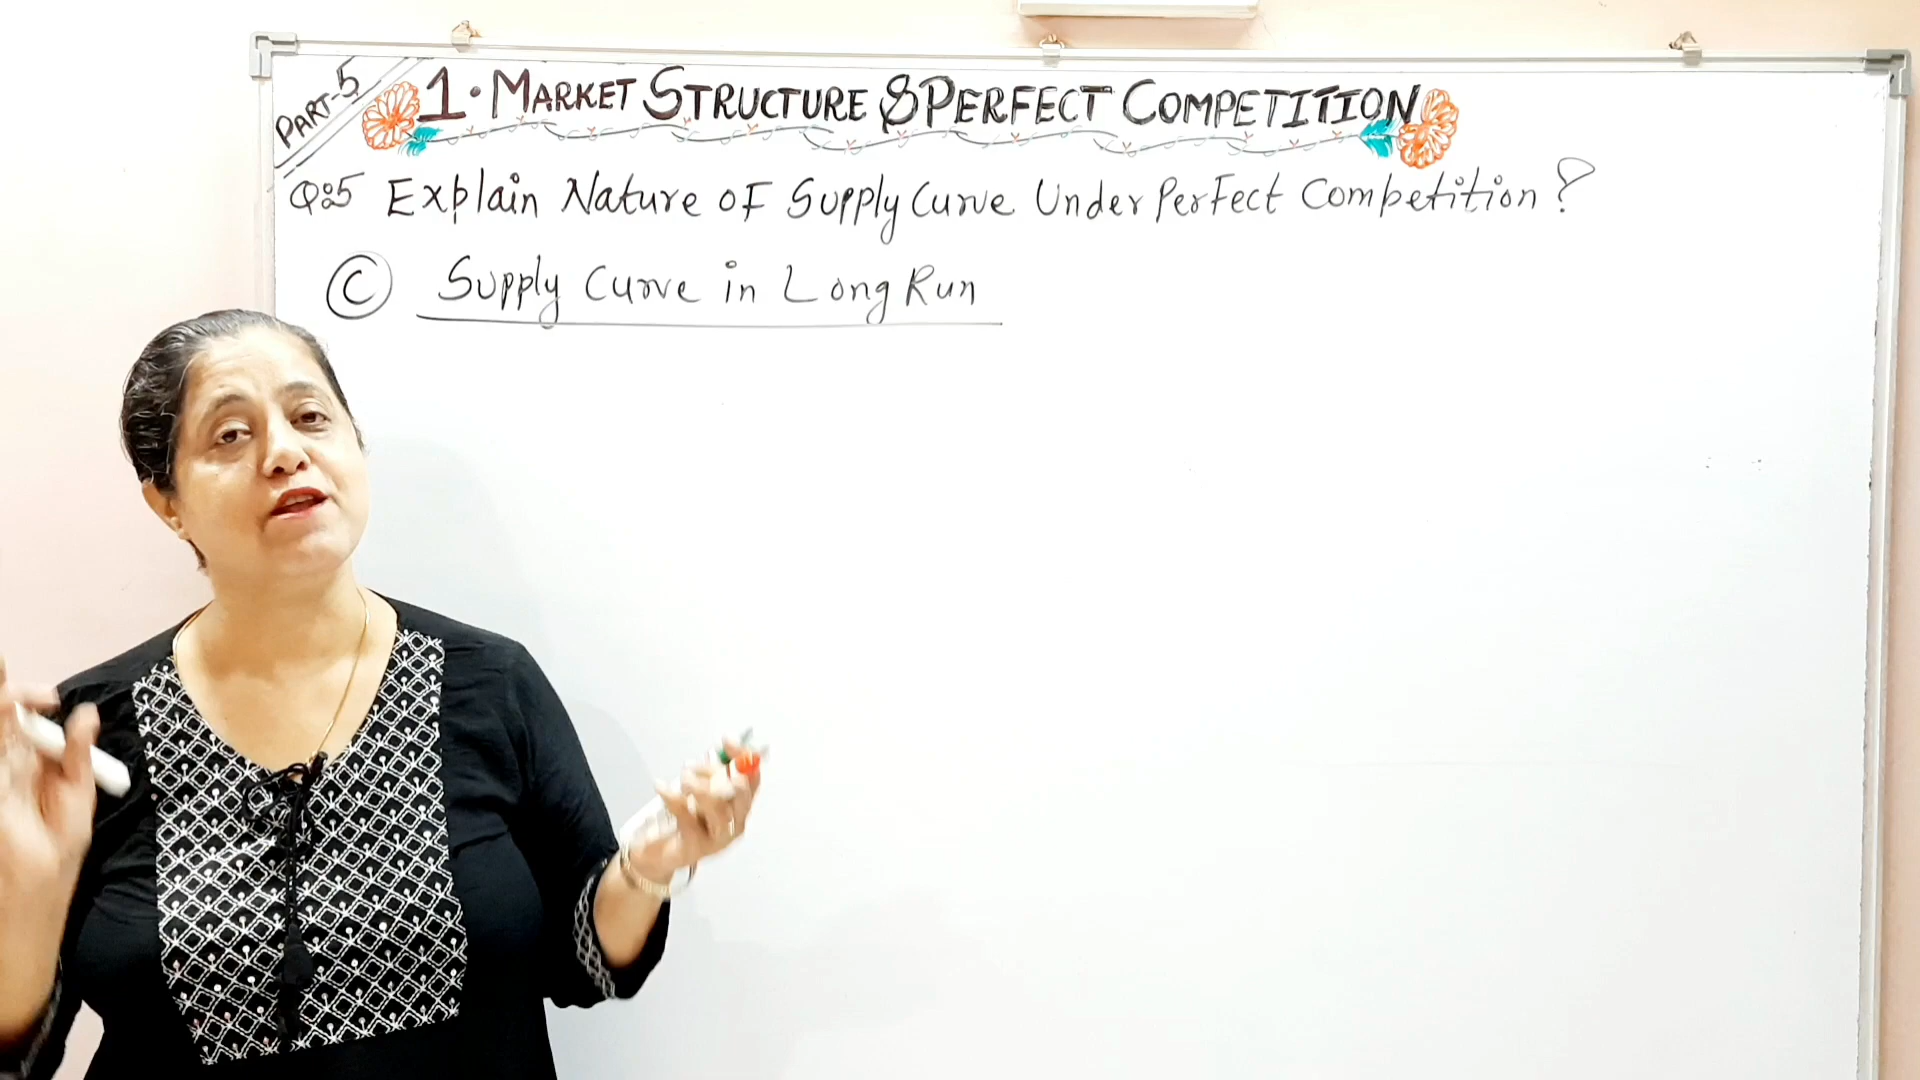 PART-5
1. MARKET STRUCTURE & PERFECT COMPETITION
Q:5 Explain Nature OF Supply Curve Under PerFect Competition?
C Supply Curve in Long Run